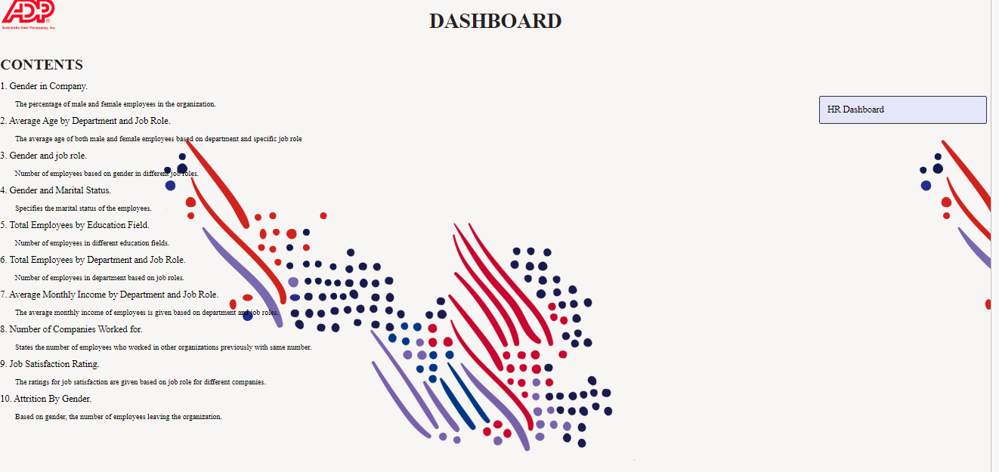 ADP
Automatic Data Processing, Inc.
DASHBOARD
CONTENTS
1. Gender in Company.
The percentage of male and female employees in the organization.
HR Dashboard
2. Average Age by Department and Job Role.
The average age of both male and female employees based on department and specific job role
3. Gender and job role.
Number of employees based on gender in different job roles.
4. Gender and Marital Status.
Specifies the marital status of the employees.
5. Total Employees by Education Field.
Number of employees in different education fields.
6. Total Employees by Department and Job Role.
Number of employees in department based on job roles.
7. Average Monthly Income by Department and Job Role.
The average monthly income of employees is given based on department and job roles.
8. Number of Companies Worked for.
States the number of employees who worked in other organizations previously with same number.
9. Job Satisfaction Rating.
The ratings for job satisfaction are given based on job role for different companies.
10. Attrition By Gender.
Based on gender, the number of employees leaving the organization.